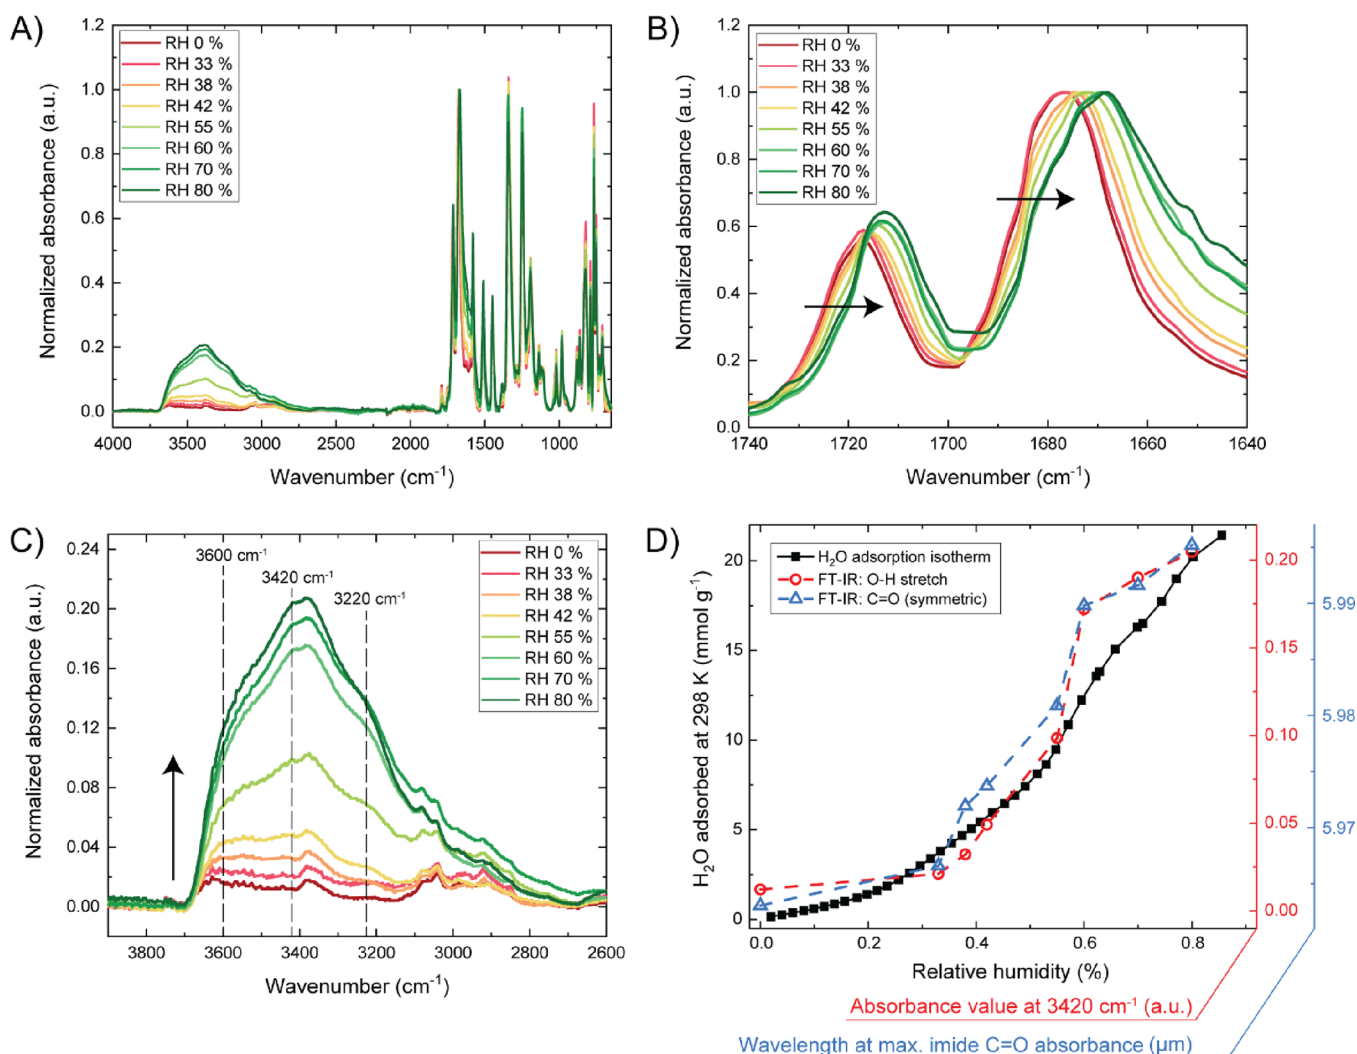 A)
1.2
1.0
0.8
0.6
0.4
0.2
0.0
Normalized absorbance (a.u.)
RH 0 %
RH 33 %
RH 38 %
RH 42 %
RH 55 %
RH 60 %
RH 70 %
RH 80 %
4000 3500 3000 2500 2000 1500 1000
Wavenumber (cm-1)
B)
1.2
1.0
0.8
0.6
0.4
0.2
0.0
Normalized absorbance (a.u.)
RH 0 %
RH 33 %
RH 38 %
RH 42 %
RH 55 %
RH 60 %
RH 70 %
RH 80 %
1740 1720 1700 1680 1660 1640
Wavenumber (cm-1)
C)
0.24
0.20
0.16
0.12
0.08
0.04
0.00
Normalized absorbance (a.u.)
3600 cm-1
3420 cm-1
3220 cm-1
RH 0 %
RH 33 %
RH 38 %
RH 42 %
RH 55 %
RH 60 %
RH 70 %
RH 80 %
3800 3600 3400 3200 3000 2800 2600
Wavenumber (cm-1)
D)
20
15
10
5
0
H2O adsorbed at 298 K (mmol g-1)
H2O adsorption isotherm
FT-IR: O-H stretch
FT-IR: C=O (symmetric)
0.20
0.15
0.10
0.05
0.00
5.99
5.98
5.97
0.0 0.2 0.4 0.6 0.8
Relative humidity (%)
Absorbance value at 3420 cm-1 (a.u.)
Wavelength at max. imide C=O absorbance (µm)